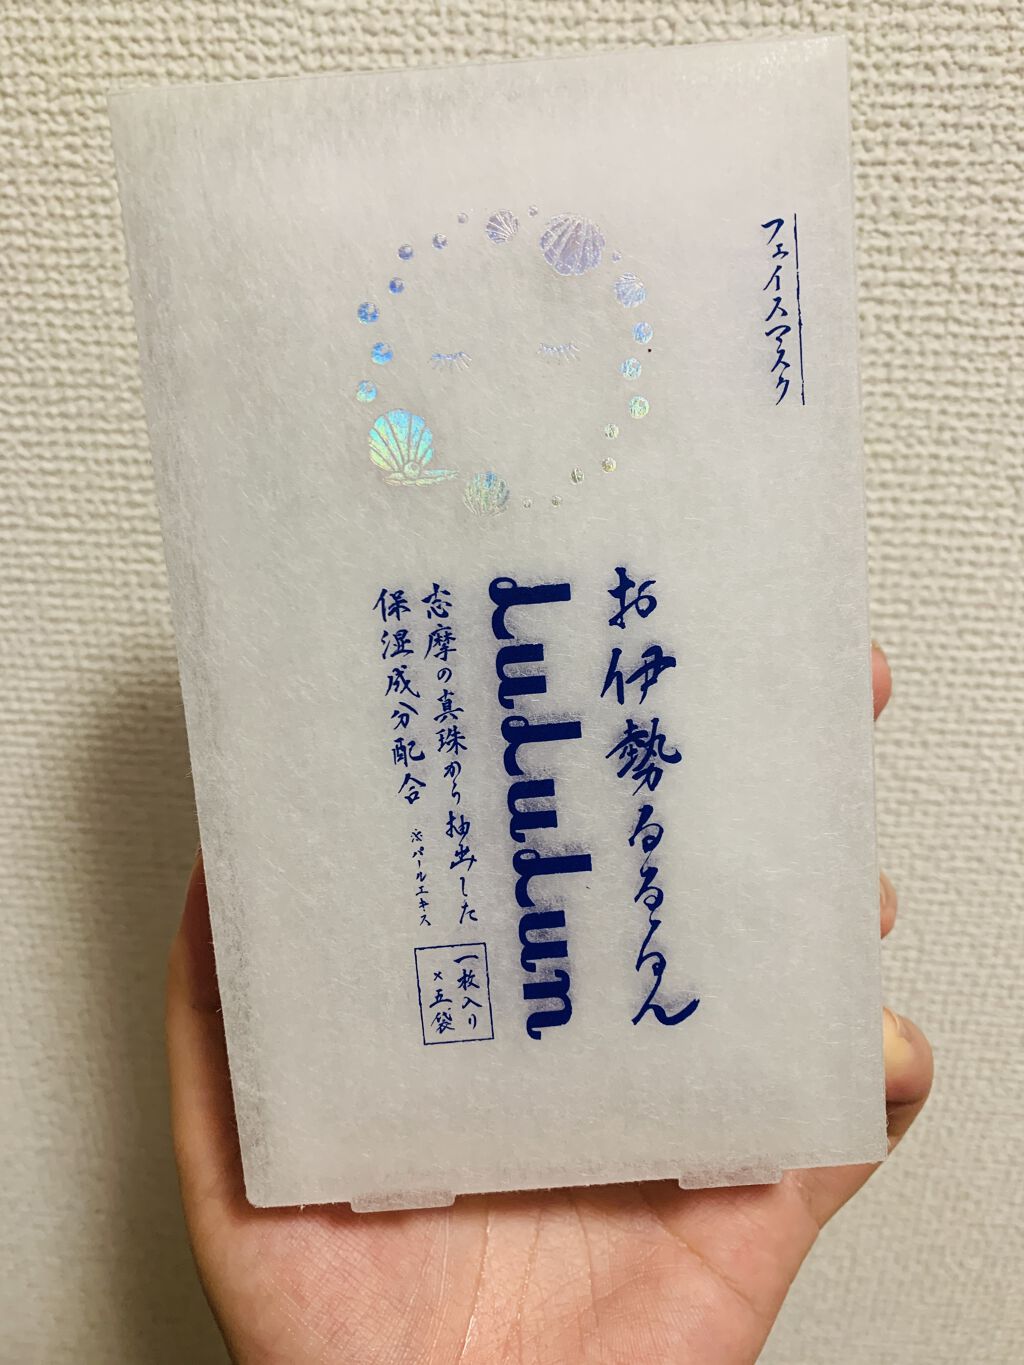 フェイスマスク
お伊勢るるるん
LuLuLun
志摩の真珠から抽出した
保湿成分配合 ※パールエキス
一枚入り
×五袋